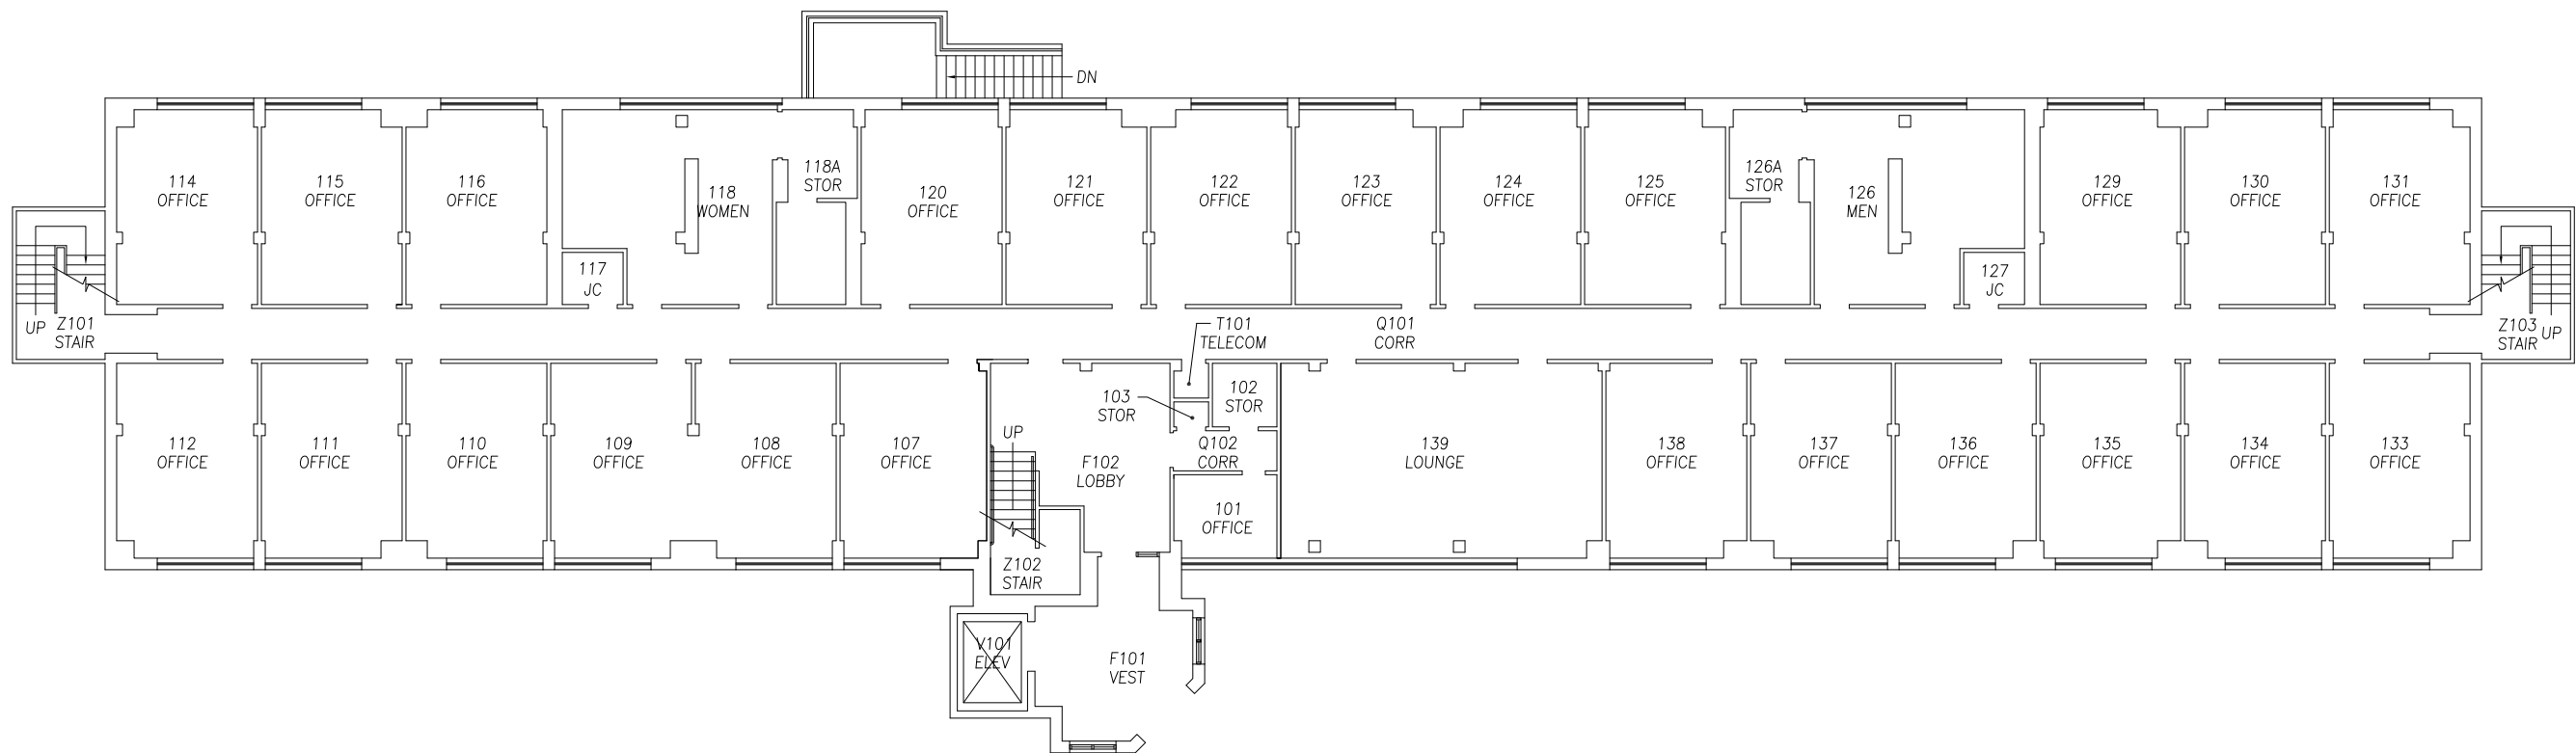 DN
114
OFFICE
115
OFFICE
116
OFFICE
118
WOMEN
118A
STOR
120
OFFICE
121
OFFICE
122
OFFICE
123
OFFICE
124
OFFICE
125
OFFICE
126A
STOR
126
MEN
129
OFFICE
130
OFFICE
131
OFFICE
117
JC
127
JC
UP
Z101
STAIR
T101
TELECOM
Q101
CORR
Z103
STAIR
UP
103
STOR
102
STOR
112
OFFICE
111
OFFICE
110
OFFICE
109
OFFICE
108
OFFICE
107
OFFICE
UP
F102
LOBBY
Q102
CORR
139
LOUNGE
138
OFFICE
137
OFFICE
136
OFFICE
135
OFFICE
134
OFFICE
133
OFFICE
101
OFFICE
Z102
STAIR
V101
ELEV
F101
VEST